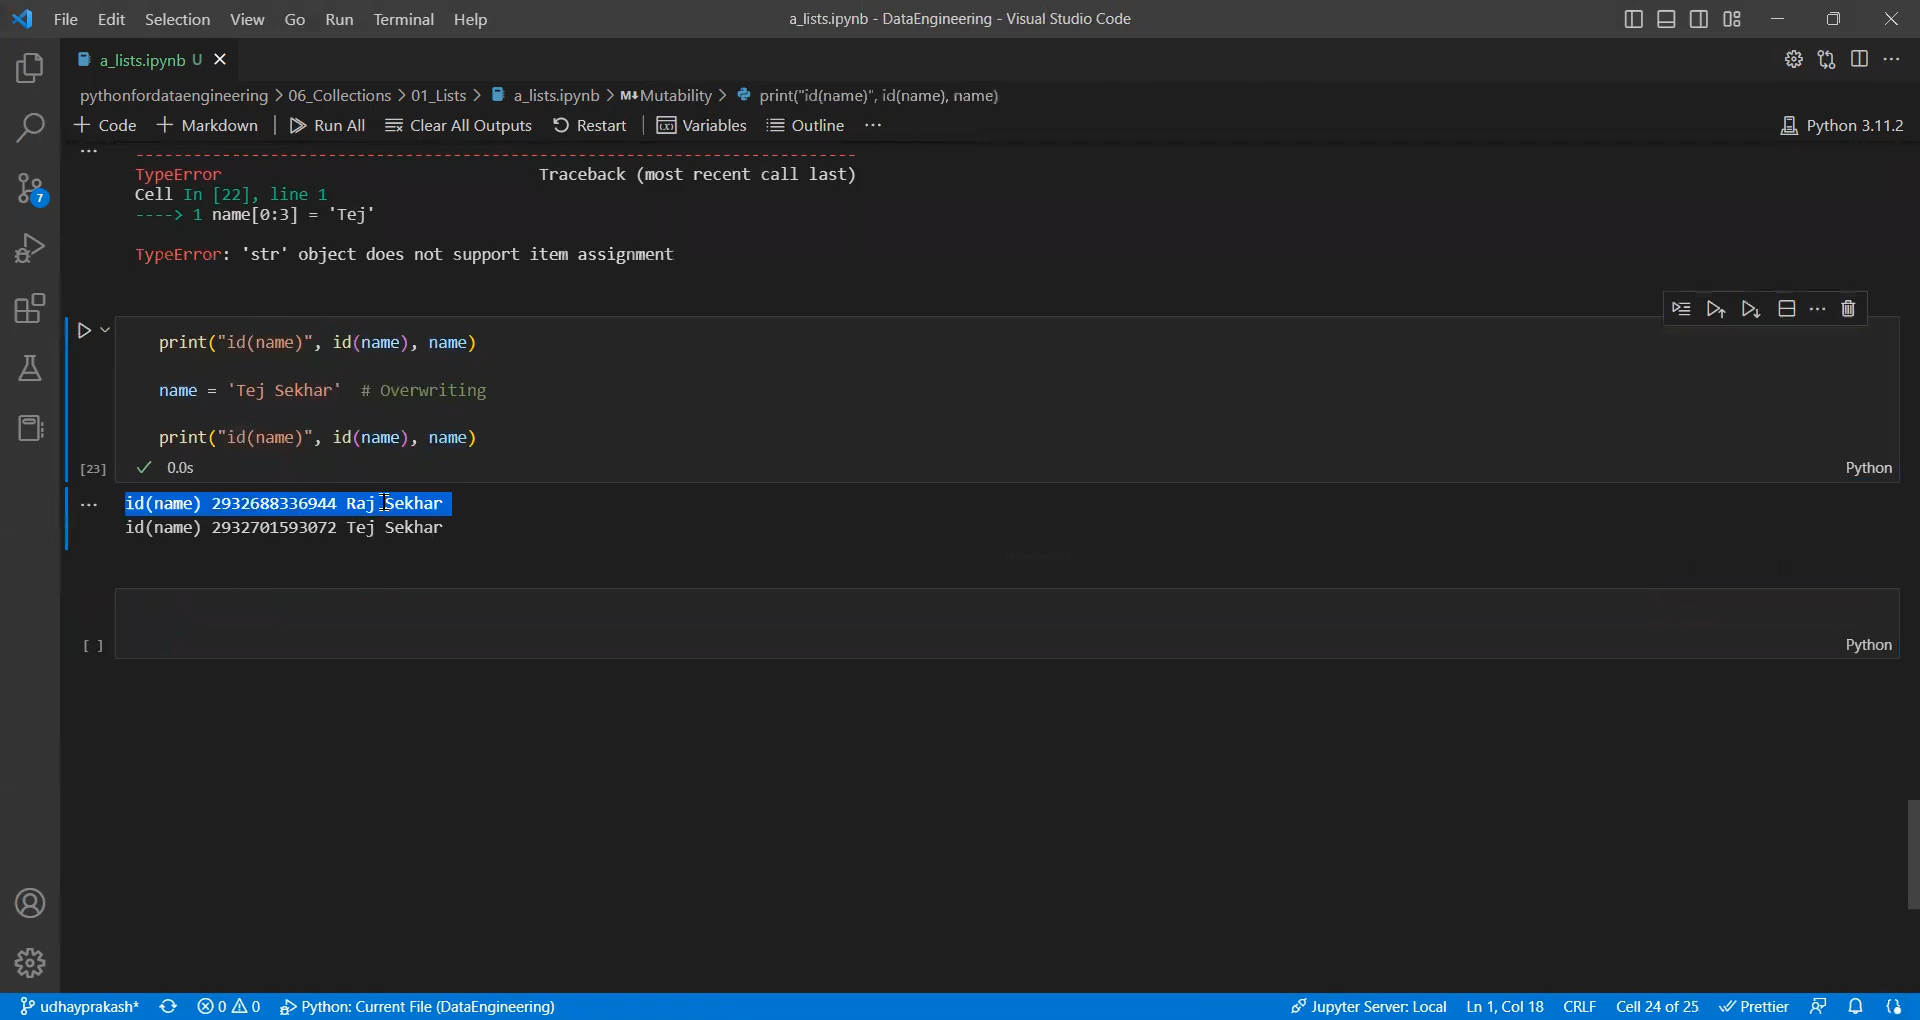 File Edit Selection View Go Run Terminal Help
a_lists.ipynb - DataEngineering - Visual Studio Code
a_lists.ipynb U
pythonfordataengineering > 06_Collections > 01_Lists > a_lists.ipynb > M↓Mutability > print("id(name)", id(name), name)
+ Code + Markdown | Run All Clear All Outputs Restart | Variables Outline ...
Python 3.11.2
...
---------------------------------------------------------------------------
TypeError Traceback (most recent call last)
Cell In [22], line 1
----> 1 name[0:3] = 'Tej'
TypeError: 'str' object does not support item assignment
print("id(name)", id(name), name)
name = 'Tej Sekhar' # Overwriting
print("id(name)", id(name), name)
[23] 0.0s
Python
id(name) 2932688336944 Raj Sekhar
id(name) 2932701593072 Tej Sekhar
[ ]
Python
7
udhayprakash* 0 0 Python: Current File (DataEngineering)
Jupyter Server: Local Ln 1, Col 18 CRLF Cell 24 of 25 Prettier